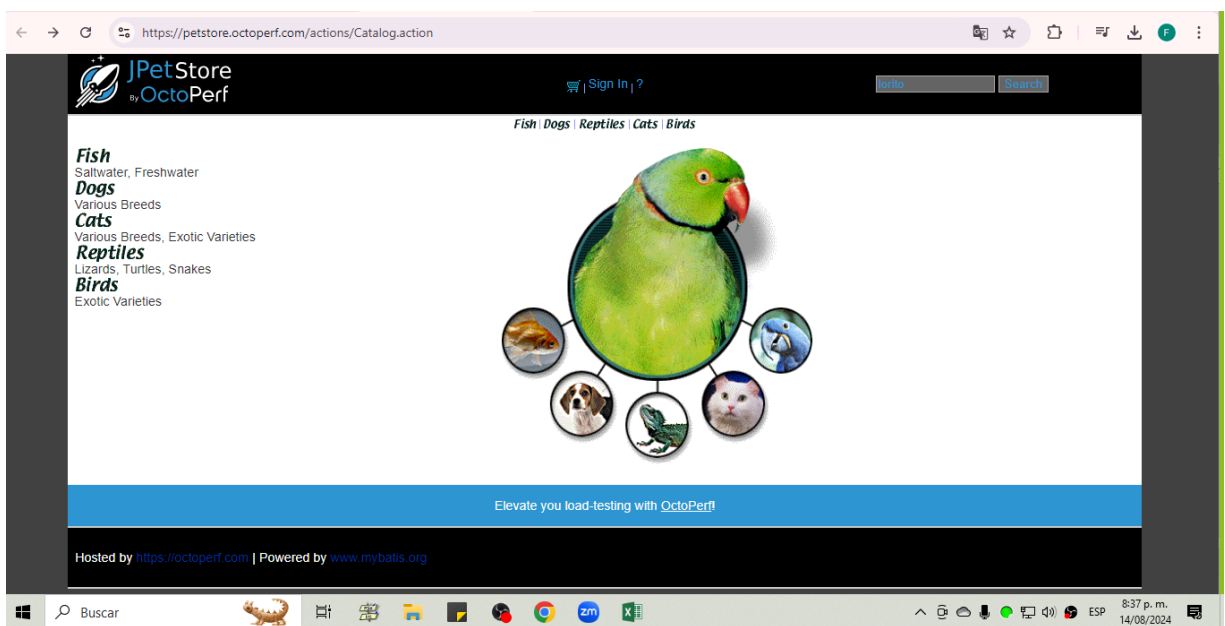 https://petstore.octoperf.com/actions/Catalog.action
F
JPetStore
By OctoPerf
Sign In | ?
lorito
Search
Fish | Dogs | Reptiles | Cats | Birds
Fish
Saltwater, Freshwater
Dogs
Various Breeds
Cats
Various Breeds, Exotic Varieties
Reptiles
Lizards, Turtles, Snakes
Birds
Exotic Varieties
Elevate you load-testing with OctoPerf!
Hosted by https://octoperf.com | Powered by www.mybatis.org
Buscar
zm
ESP
8:37 p. m.
14/08/2024